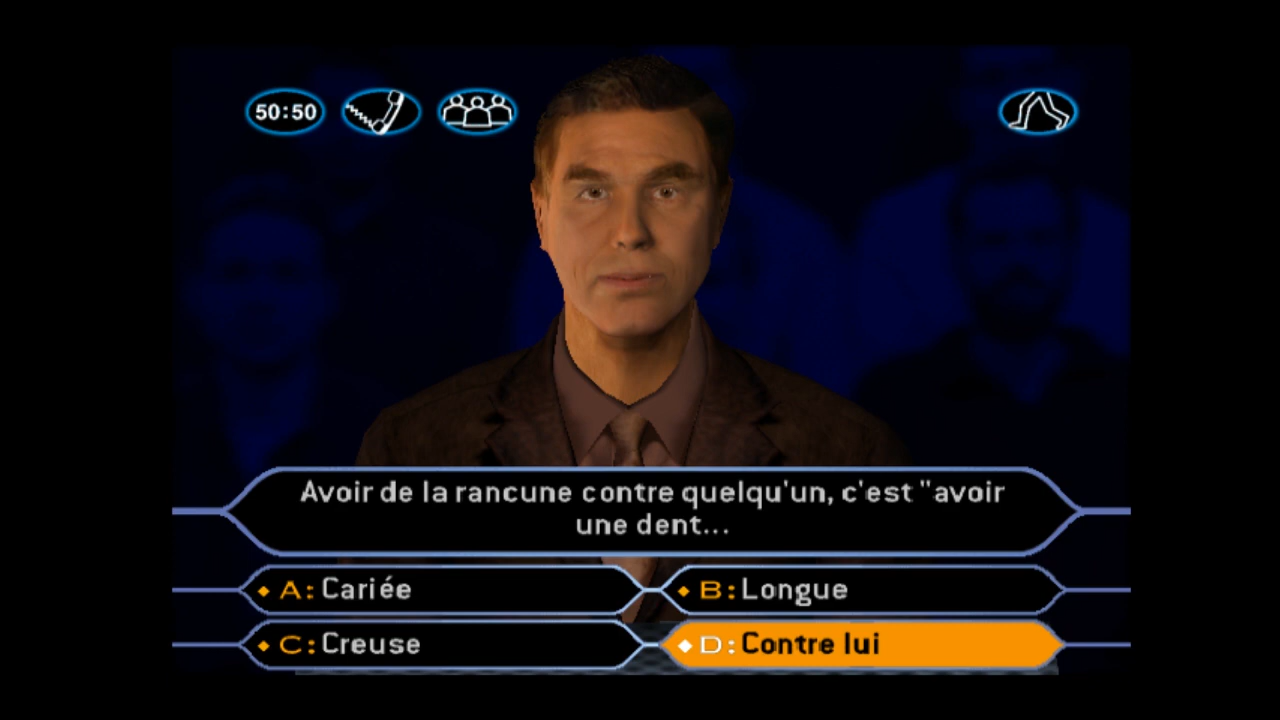 50:50
Avoir de la rancune contre quelqu'un, c'est "avoir
une dent...
A: Cariée
B: Longue
C: Creuse
D: Contre lui